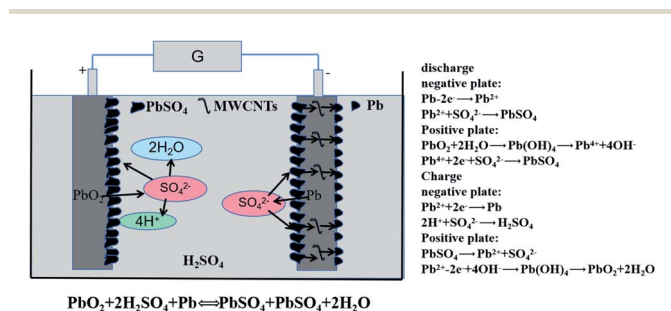 G
+
-
PbSO₄
MWCNTs
Pb
2H₂O
PbO₂
SO₄²⁻
4H⁺
SO₄²⁻
Pb
H₂SO₄
PbO₂+2H₂SO₄+Pb⟺PbSO₄+PbSO₄+2H₂O
discharge
negative plate:
Pb-2e⁻→Pb²⁺
Pb²⁺+SO₄²⁻→PbSO₄
Positive plate:
PbO₂+2H₂O→Pb(OH)₄→Pb⁴⁺+4OH⁻
Pb⁴⁺+2e⁻+SO₄²⁻→PbSO₄
Charge
negative plate:
Pb²⁺+2e⁻→Pb
2H⁺+SO₄²⁻→H₂SO₄
Positive plate:
PbSO₄→Pb²⁺+SO₄²⁻
Pb²⁺-2e⁻+4OH⁻→Pb(OH)₄→PbO₂+2H₂O